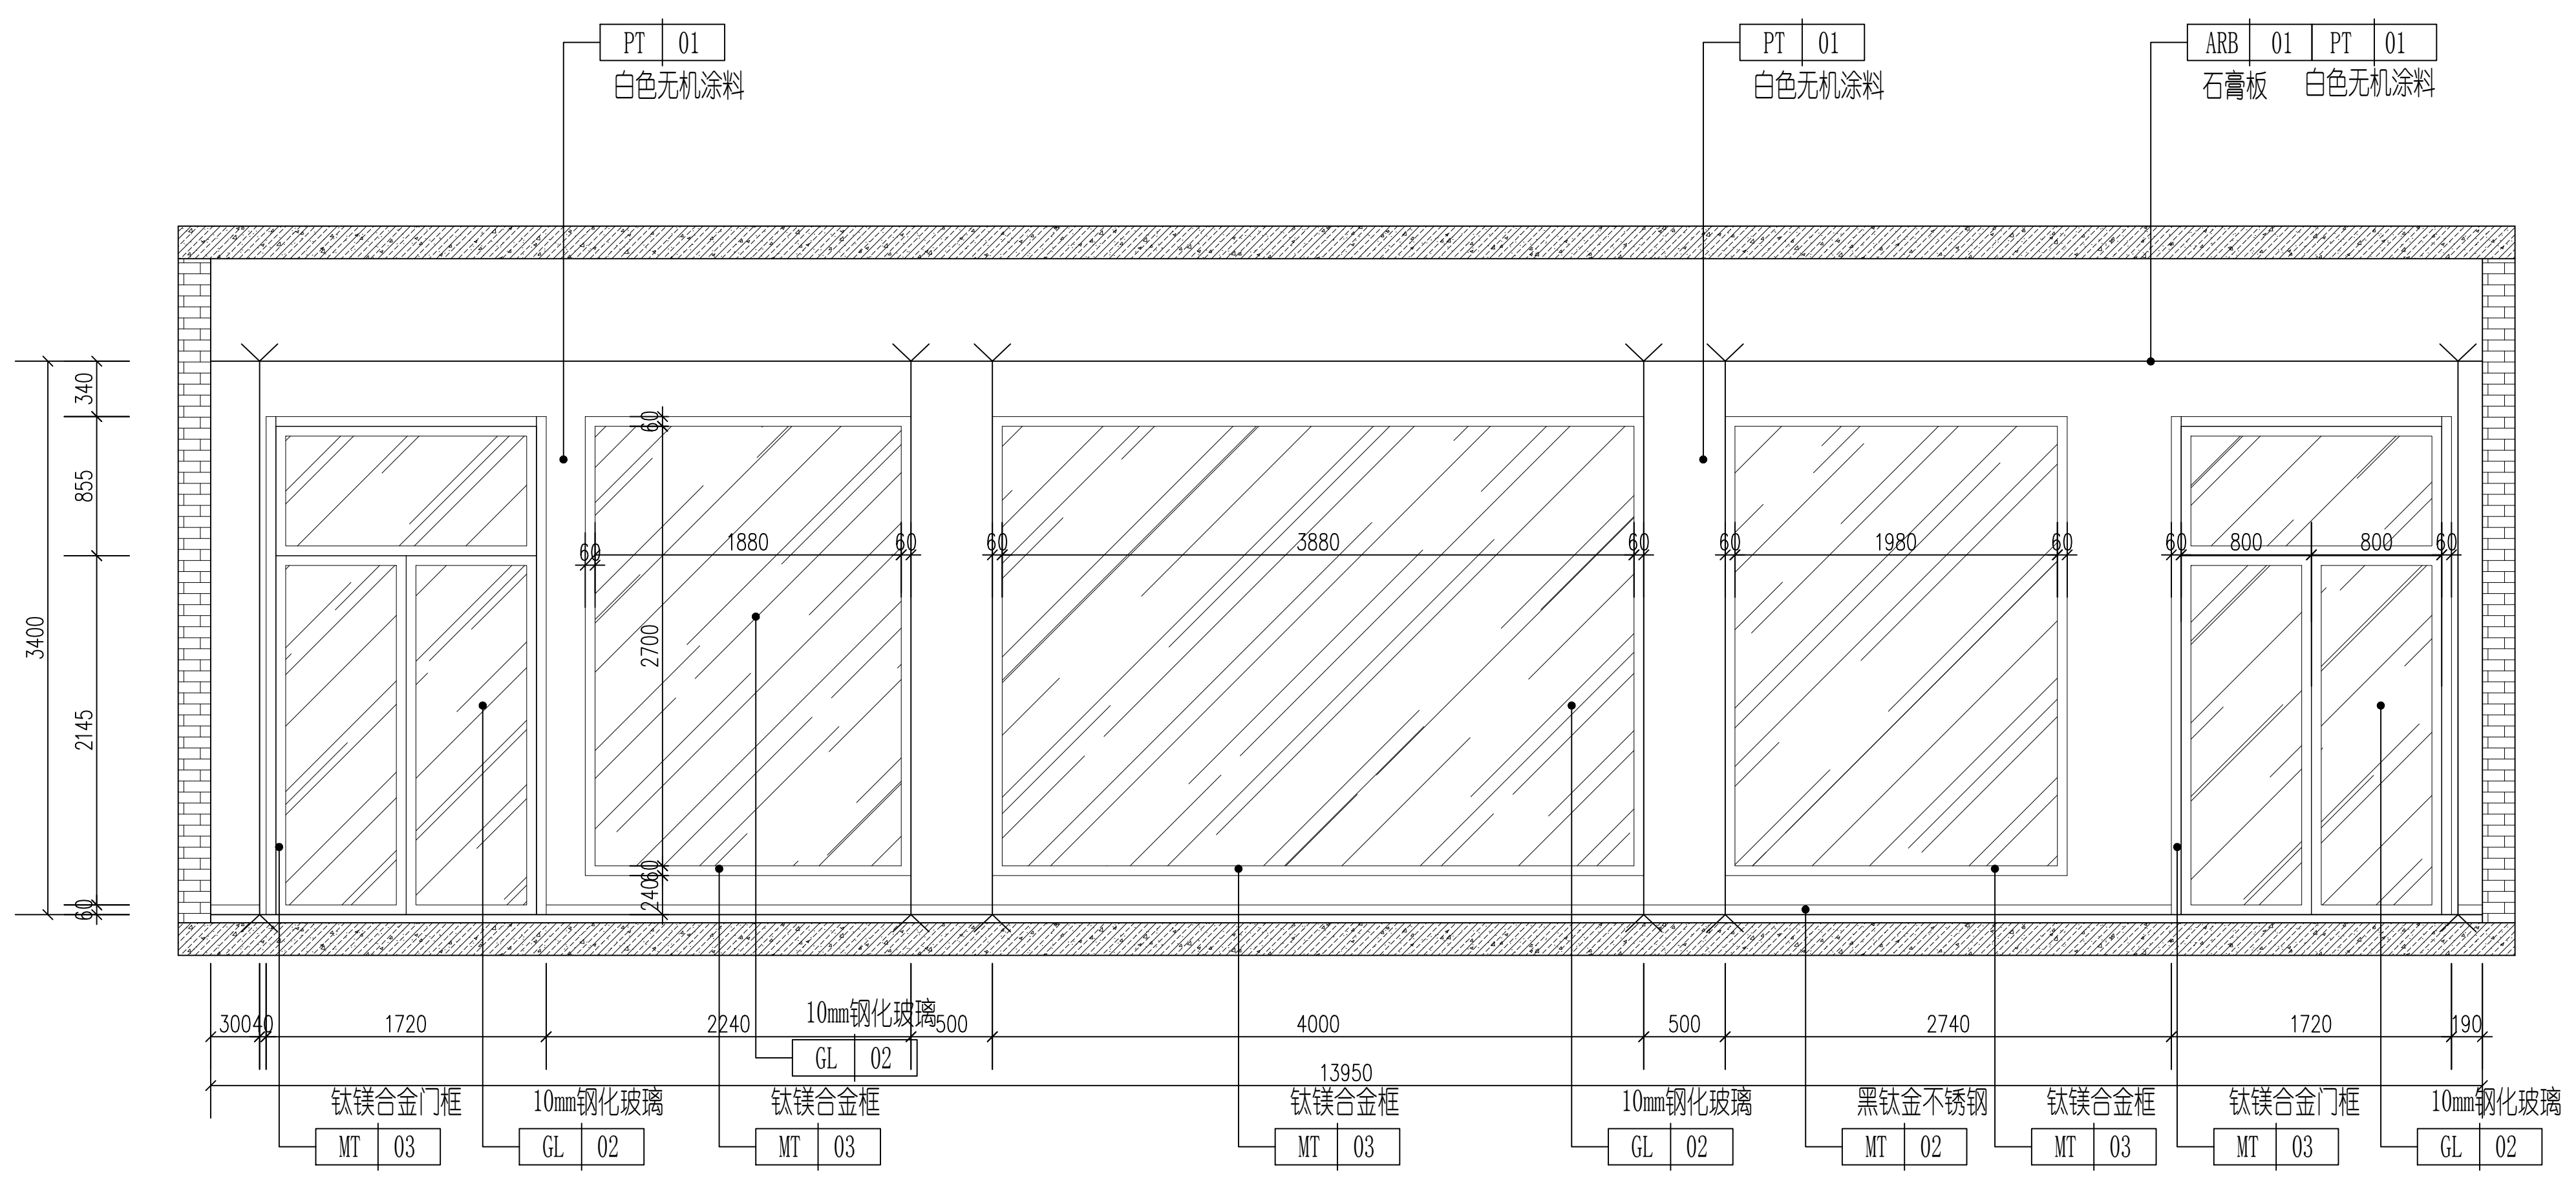 PT 01
白色无机涂料
PT 01
白色无机涂料
ARB 01 PT 01
石膏板 白色无机涂料
340
855
2145
60
3400
60
2700
60
240
60
1880
60
60
3880
60
60
1980
60
60
800
800
60
300
40
1720
2240
500
4000
500
2740
1720
190
13950
10mm钢化玻璃
GL 02
钛镁合金门框
MT 03
10mm钢化玻璃
GL 02
钛镁合金框
MT 03
钛镁合金框
MT 03
10mm钢化玻璃
GL 02
黑钛金不锈钢
MT 02
钛镁合金框
MT 03
钛镁合金门框
MT 03
10mm钢化玻璃
GL 02